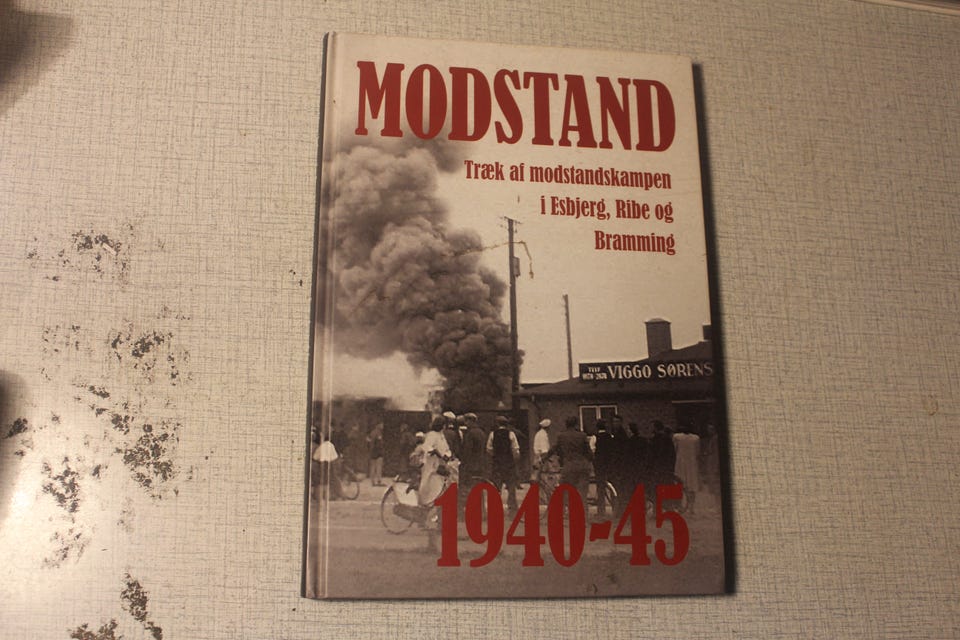 MODSTAND
Træk af modstandskampen
i Esbjerg, Ribe og
Bramming
VIGGO SØRENS
1940-45